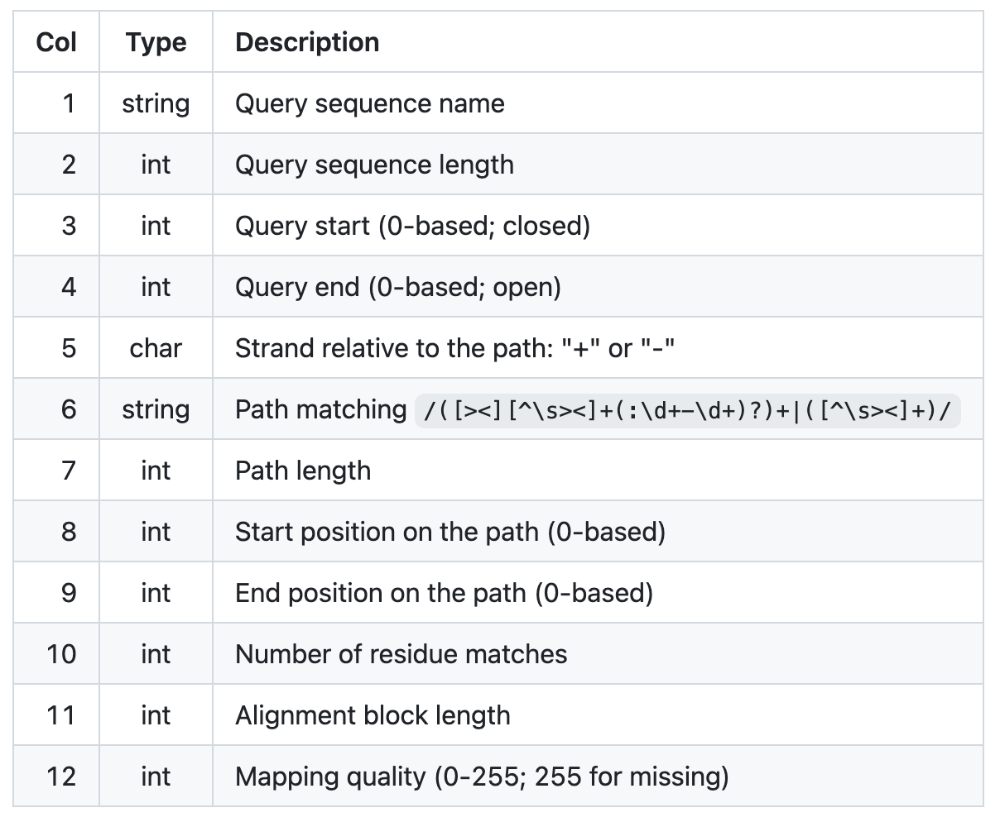 Col Type Description
1 string Query sequence name
2 int Query sequence length
3 int Query start (0-based; closed)
4 int Query end (0-based; open)
5 char Strand relative to the path: "+" or "-"
6 string Path matching /([><][^\s><]+(:\d+-\d+)?)+|([^\s><]+)/
7 int Path length
8 int Start position on the path (0-based)
9 int End position on the path (0-based)
10 int Number of residue matches
11 int Alignment block length
12 int Mapping quality (0-255; 255 for missing)